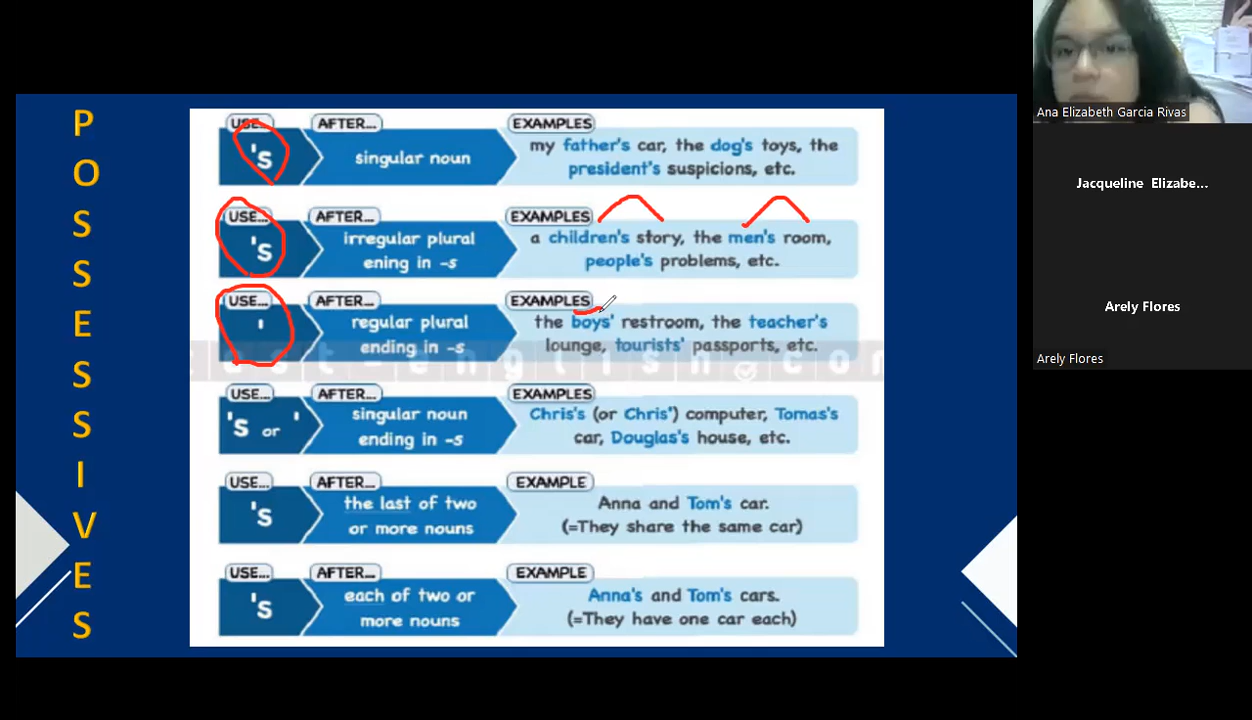 POSSESSIVES
USE... AFTER... EXAMPLES
's singular noun my father's car, the dog's toys, the
president's suspicions, etc.
USE... AFTER... EXAMPLES
's irregular plural a children's story, the men's room,
ening in -s people's problems, etc.
USE... AFTER... EXAMPLES
' regular plural the boys' restroom, the teacher's
ending in -s lounge, tourists' passports, etc.
test-english.com
USE... AFTER... EXAMPLES
's or ' singular noun Chris's (or Chris') computer, Tomas's
ending in -s car, Douglas's house, etc.
USE... AFTER... EXAMPLE
's the last of two Anna and Tom's car.
or more nouns (=They share the same car)
USE... AFTER... EXAMPLE
's each of two or Anna's and Tom's cars.
more nouns (=They have one car each)
Ana Elizabeth Garcia Rivas
Jacqueline Elizabe...
Arely Flores
Arely Flores